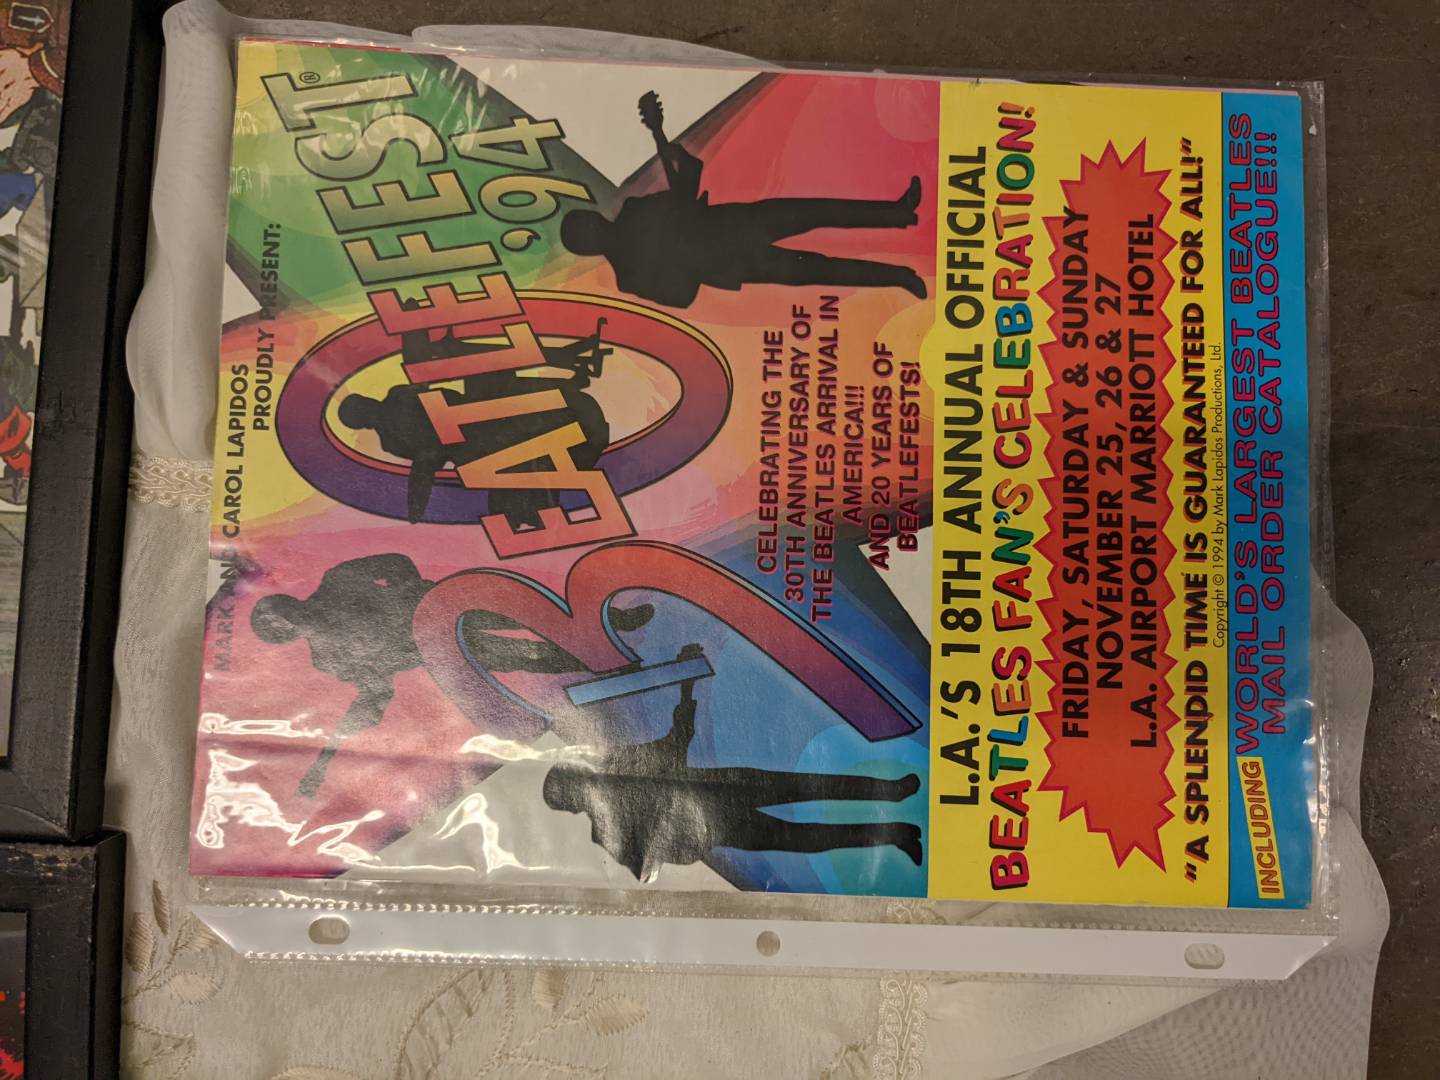 MARK AND CAROL LAPIDOS
PROUDLY PRESENT:
BEATLEFEST®
'94
CELEBRATING THE
30TH ANNIVERSARY OF
THE BEATLES ARRIVAL IN
AMERICA!!!
AND 20 YEARS OF
BEATLEFESTS!
L.A.'S 18TH ANNUAL OFFICIAL
BEATLES FAN'S CELEBRATION!
FRIDAY, SATURDAY & SUNDAY
NOVEMBER 25, 26 & 27
L.A. AIRPORT MARRIOTT HOTEL
"A SPLENDID TIME IS GUARANTEED FOR ALL!"
Copyright © 1994 by Mark Lapidos Productions, Ltd.
INCLUDING WORLD'S LARGEST BEATLES
MAIL ORDER CATALOGUE!!!!